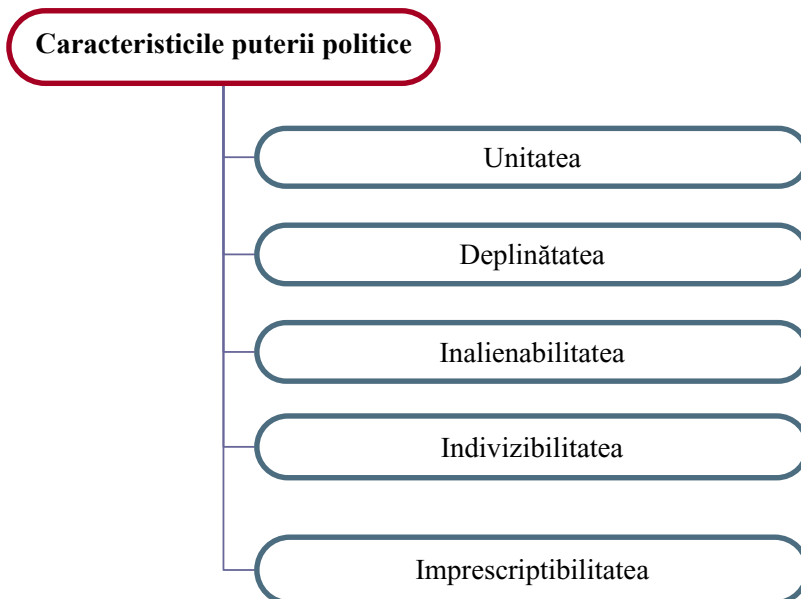 Caracteristicile puterii politice
Unitatea
Deplinătatea
Inalienabilitatea
Indivizibilitatea
Imprescriptibilitatea